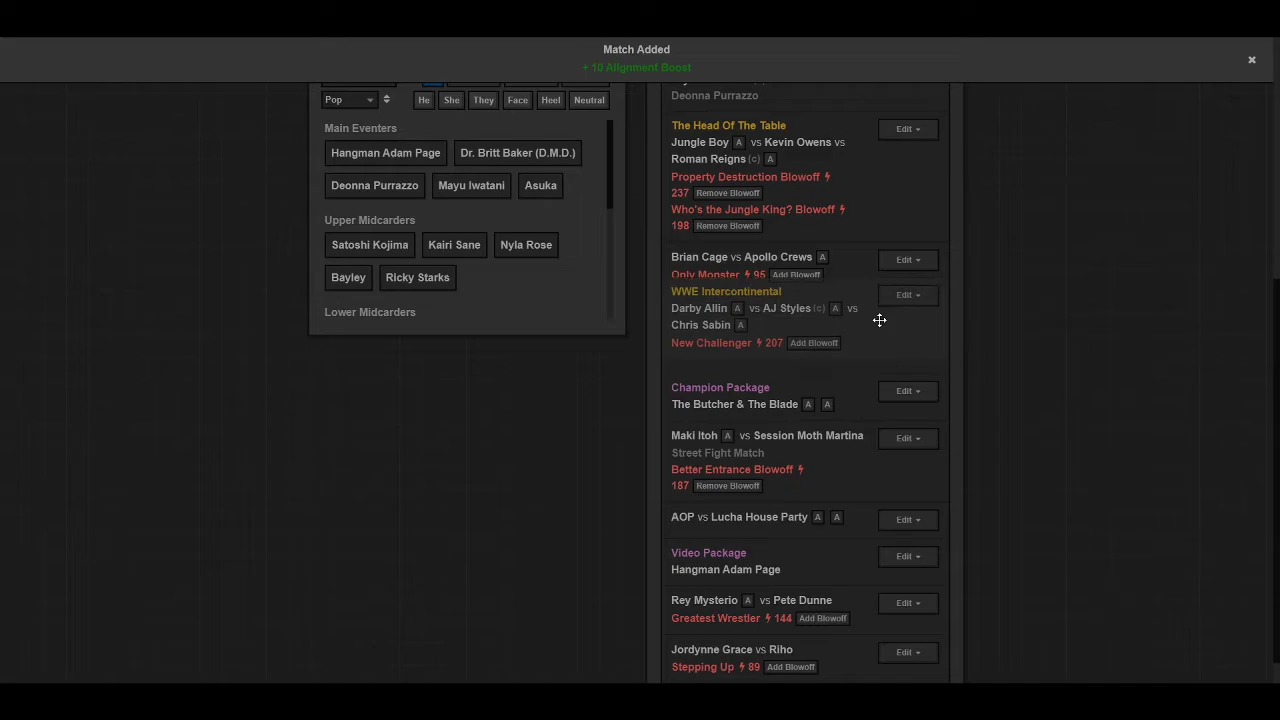 Match Added
+ 10 Alignment Boost
Pop
He
She
They
Face
Heel
Neutral
Main Eventers
Hangman Adam Page
Dr. Britt Baker (D.M.D.)
Deonna Purrazzo
Mayu Iwatani
Asuka
Upper Midcarders
Satoshi Kojima
Kairi Sane
Nyla Rose
Bayley
Ricky Starks
Lower Midcarders
Deonna Purrazzo
The Head Of The Table
Edit
Jungle Boy A vs Kevin Owens vs
Roman Reigns (c) A
Property Destruction Blowoff
237 Remove Blowoff
Who's the Jungle King? Blowoff
198 Remove Blowoff
Brian Cage vs Apollo Crews A
Edit
Only Monster 95 Add Blowoff
WWE Intercontinental
Edit
Darby Allin A vs AJ Styles (c) A vs
Chris Sabin A
New Challenger 207 Add Blowoff
Champion Package
Edit
The Butcher & The Blade A A
Maki Itoh A vs Session Moth Martina
Edit
Street Fight Match
Better Entrance Blowoff
187 Remove Blowoff
AOP vs Lucha House Party A A
Edit
Video Package
Edit
Hangman Adam Page
Rey Mysterio A vs Pete Dunne
Edit
Greatest Wrestler 144 Add Blowoff
Jordynne Grace vs Riho
Edit
Stepping Up 89 Add Blowoff